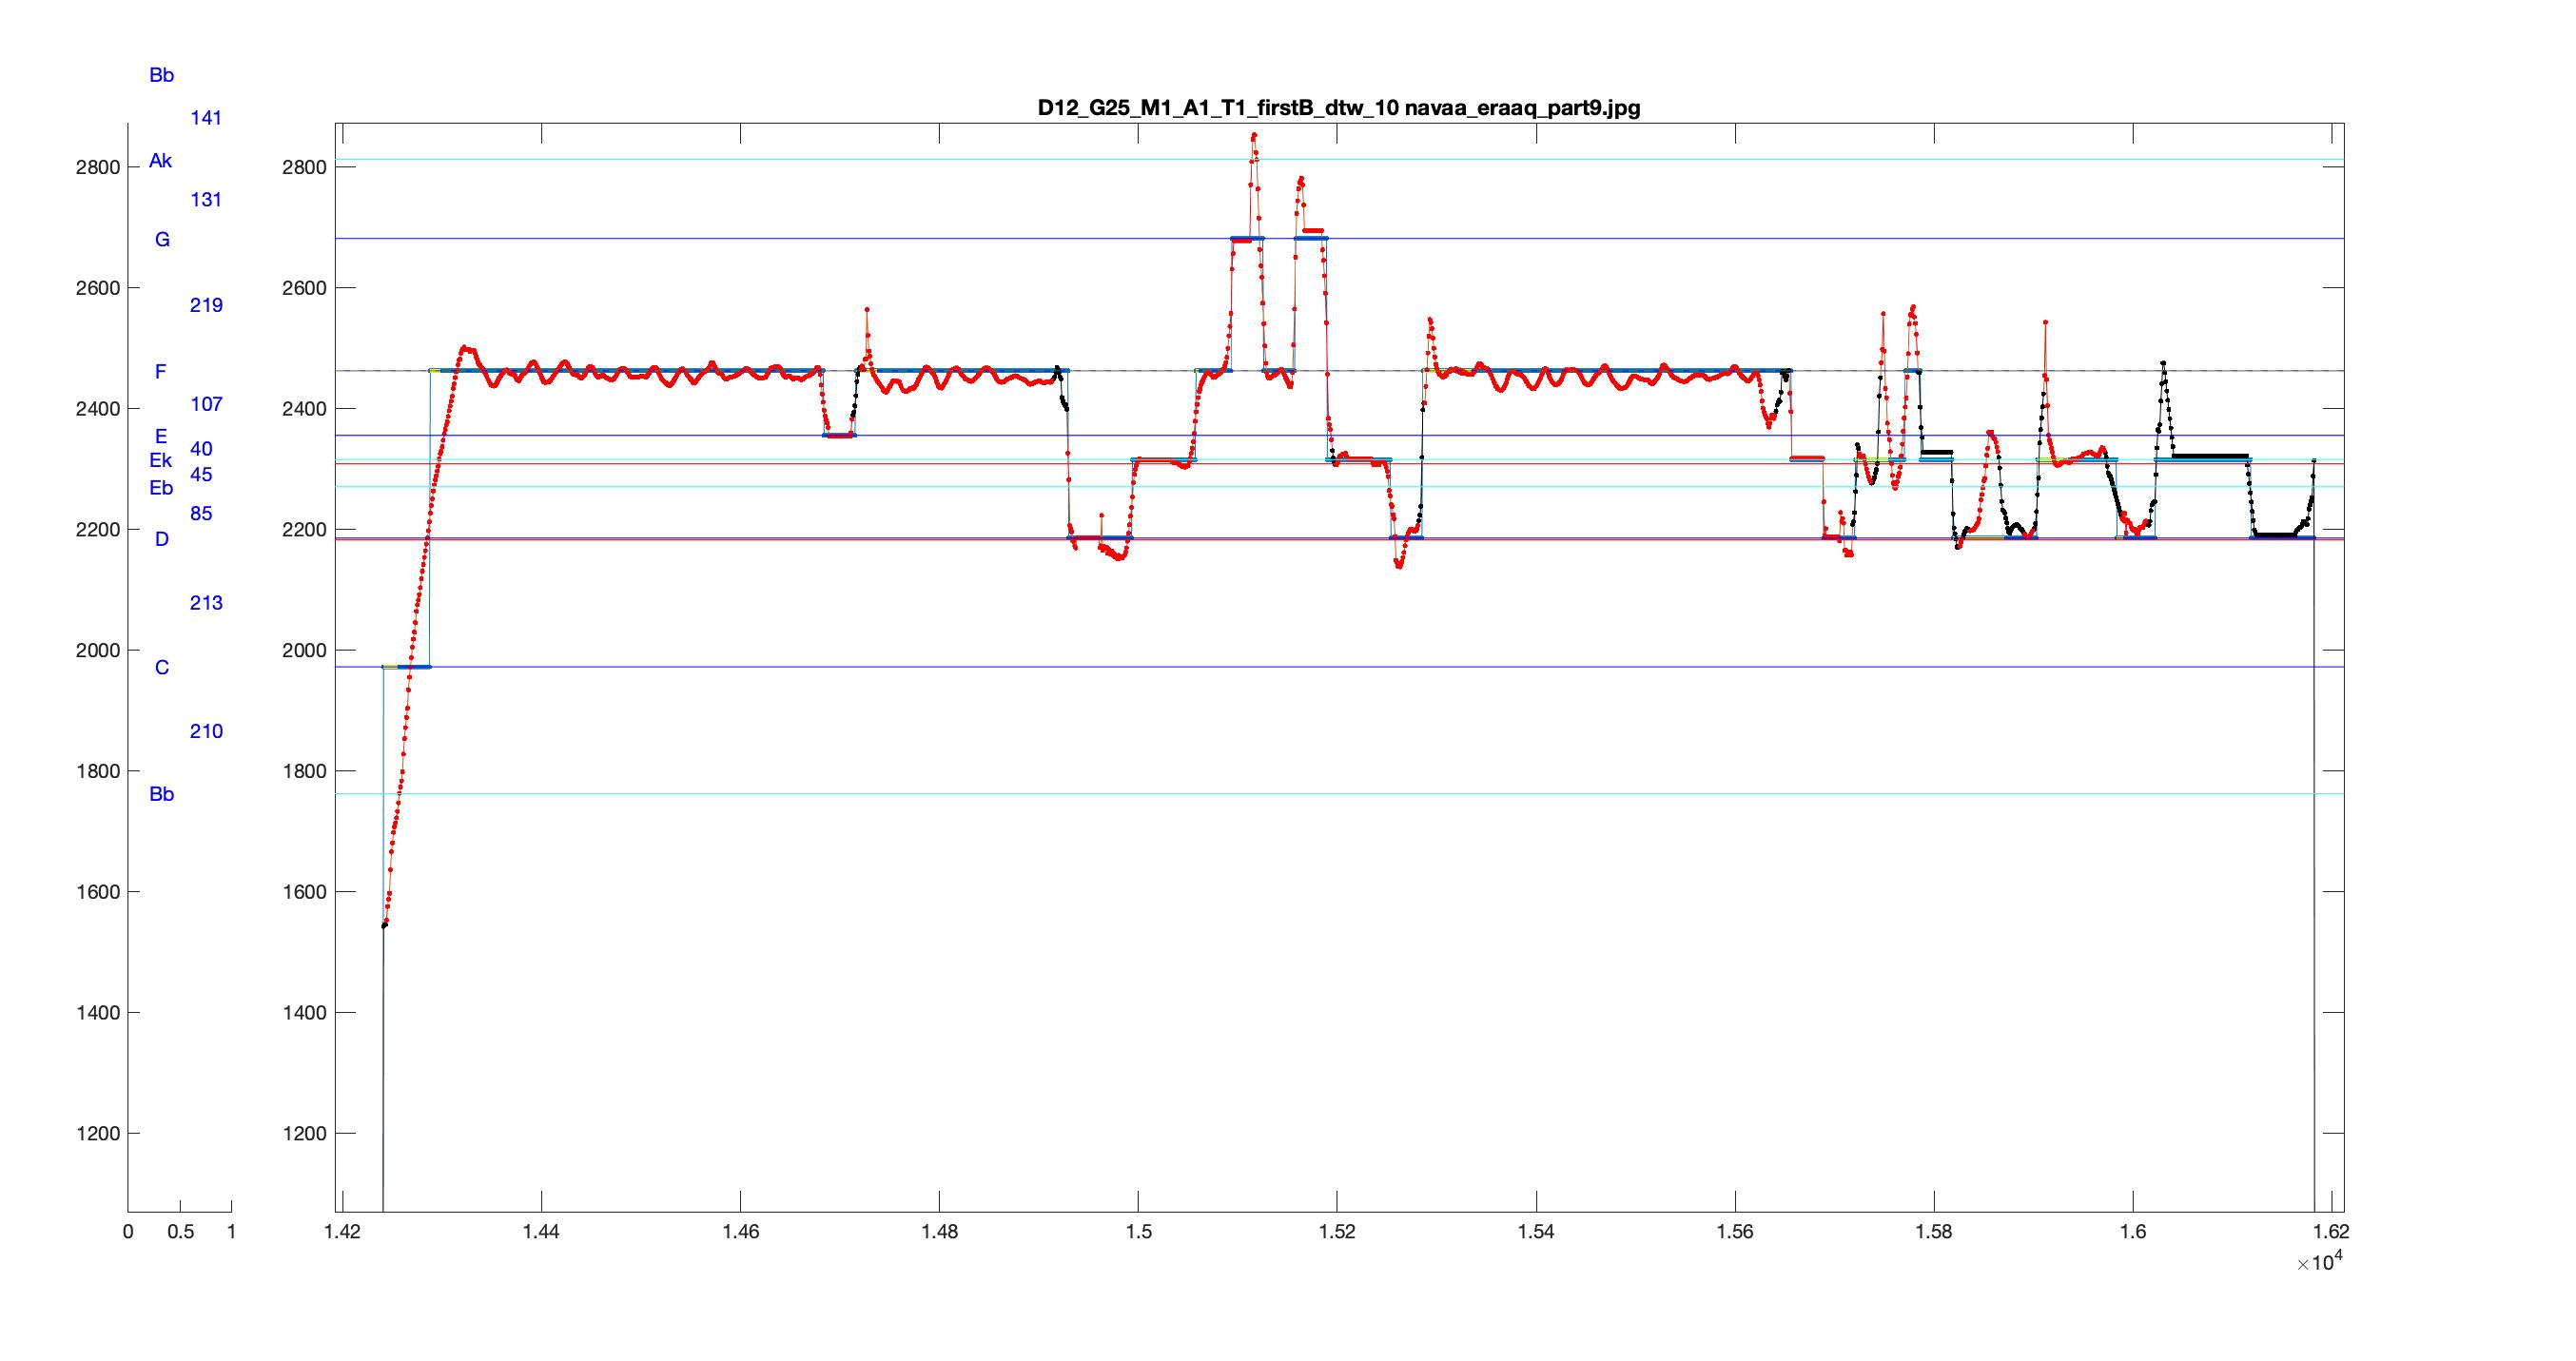 D12_G25_M1_A1_T1_firstB_dtw_10 navaa_eraaq_part9.jpg
Bb
141
2800
Ak
2800
131
G
2600
219
2600
F
2400
107
2400
E
40
Ek
45
Eb
85
2200
2200
D
213
2000
2000
C
210
1800
1800
Bb
1600
1600
1400
1400
1200
1200
0 0.5 1
1.42 1.44 1.46 1.48 1.5 1.52 1.54 1.56 1.58 1.6 1.62
×10^4